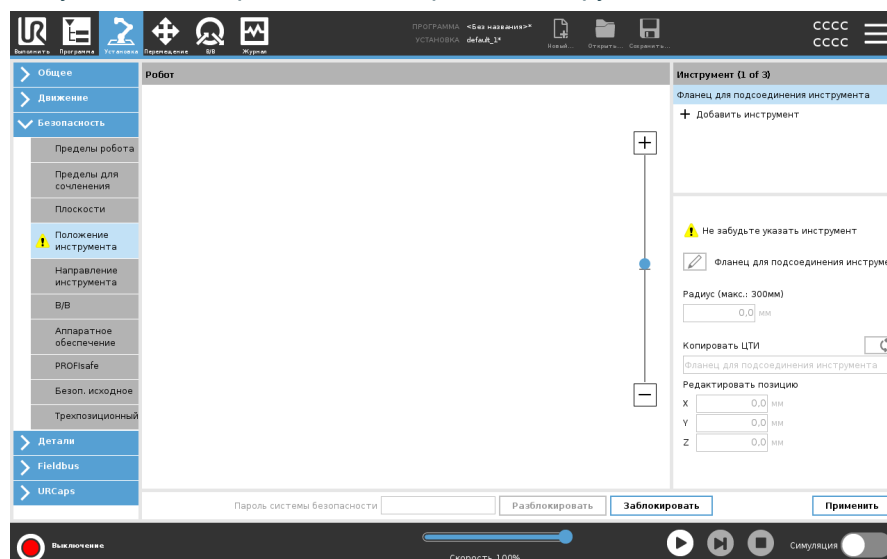 ПРОГРАММА <Без названия>*
УСТАНОВКА default_1*
Выполнить Программа Установка Перемещение В/В Журнал
Новый... Открыть... Сохранить...
CCCC
CCCC
Общее
Движение
Безопасность
Пределы робота
Пределы для
сочленения
Плоскости
Положение
инструмента
Направление
инструмента
В/В
Аппаратное
обеспечение
PROFIsafe
Безоп. исходное
Трехпозиционный
Детали
Fieldbus
URCaps
Робот
Инструмент (1 of 3)
Фланец для подсоединения инструмента
Добавить инструмент
Не забудьте указать инструмент
Фланец для подсоединения инструме
Радиус (макс.: 300мм)
0,0 мм
Копировать ЦТИ
Фланец для подсоединения инструмента
Редактировать позицию
X 0,0 мм
Y 0,0 мм
Z 0,0 мм
Пароль системы безопасности Разблокировать Заблокировать Применить
Выключение
Скорость 100%
Симуляция